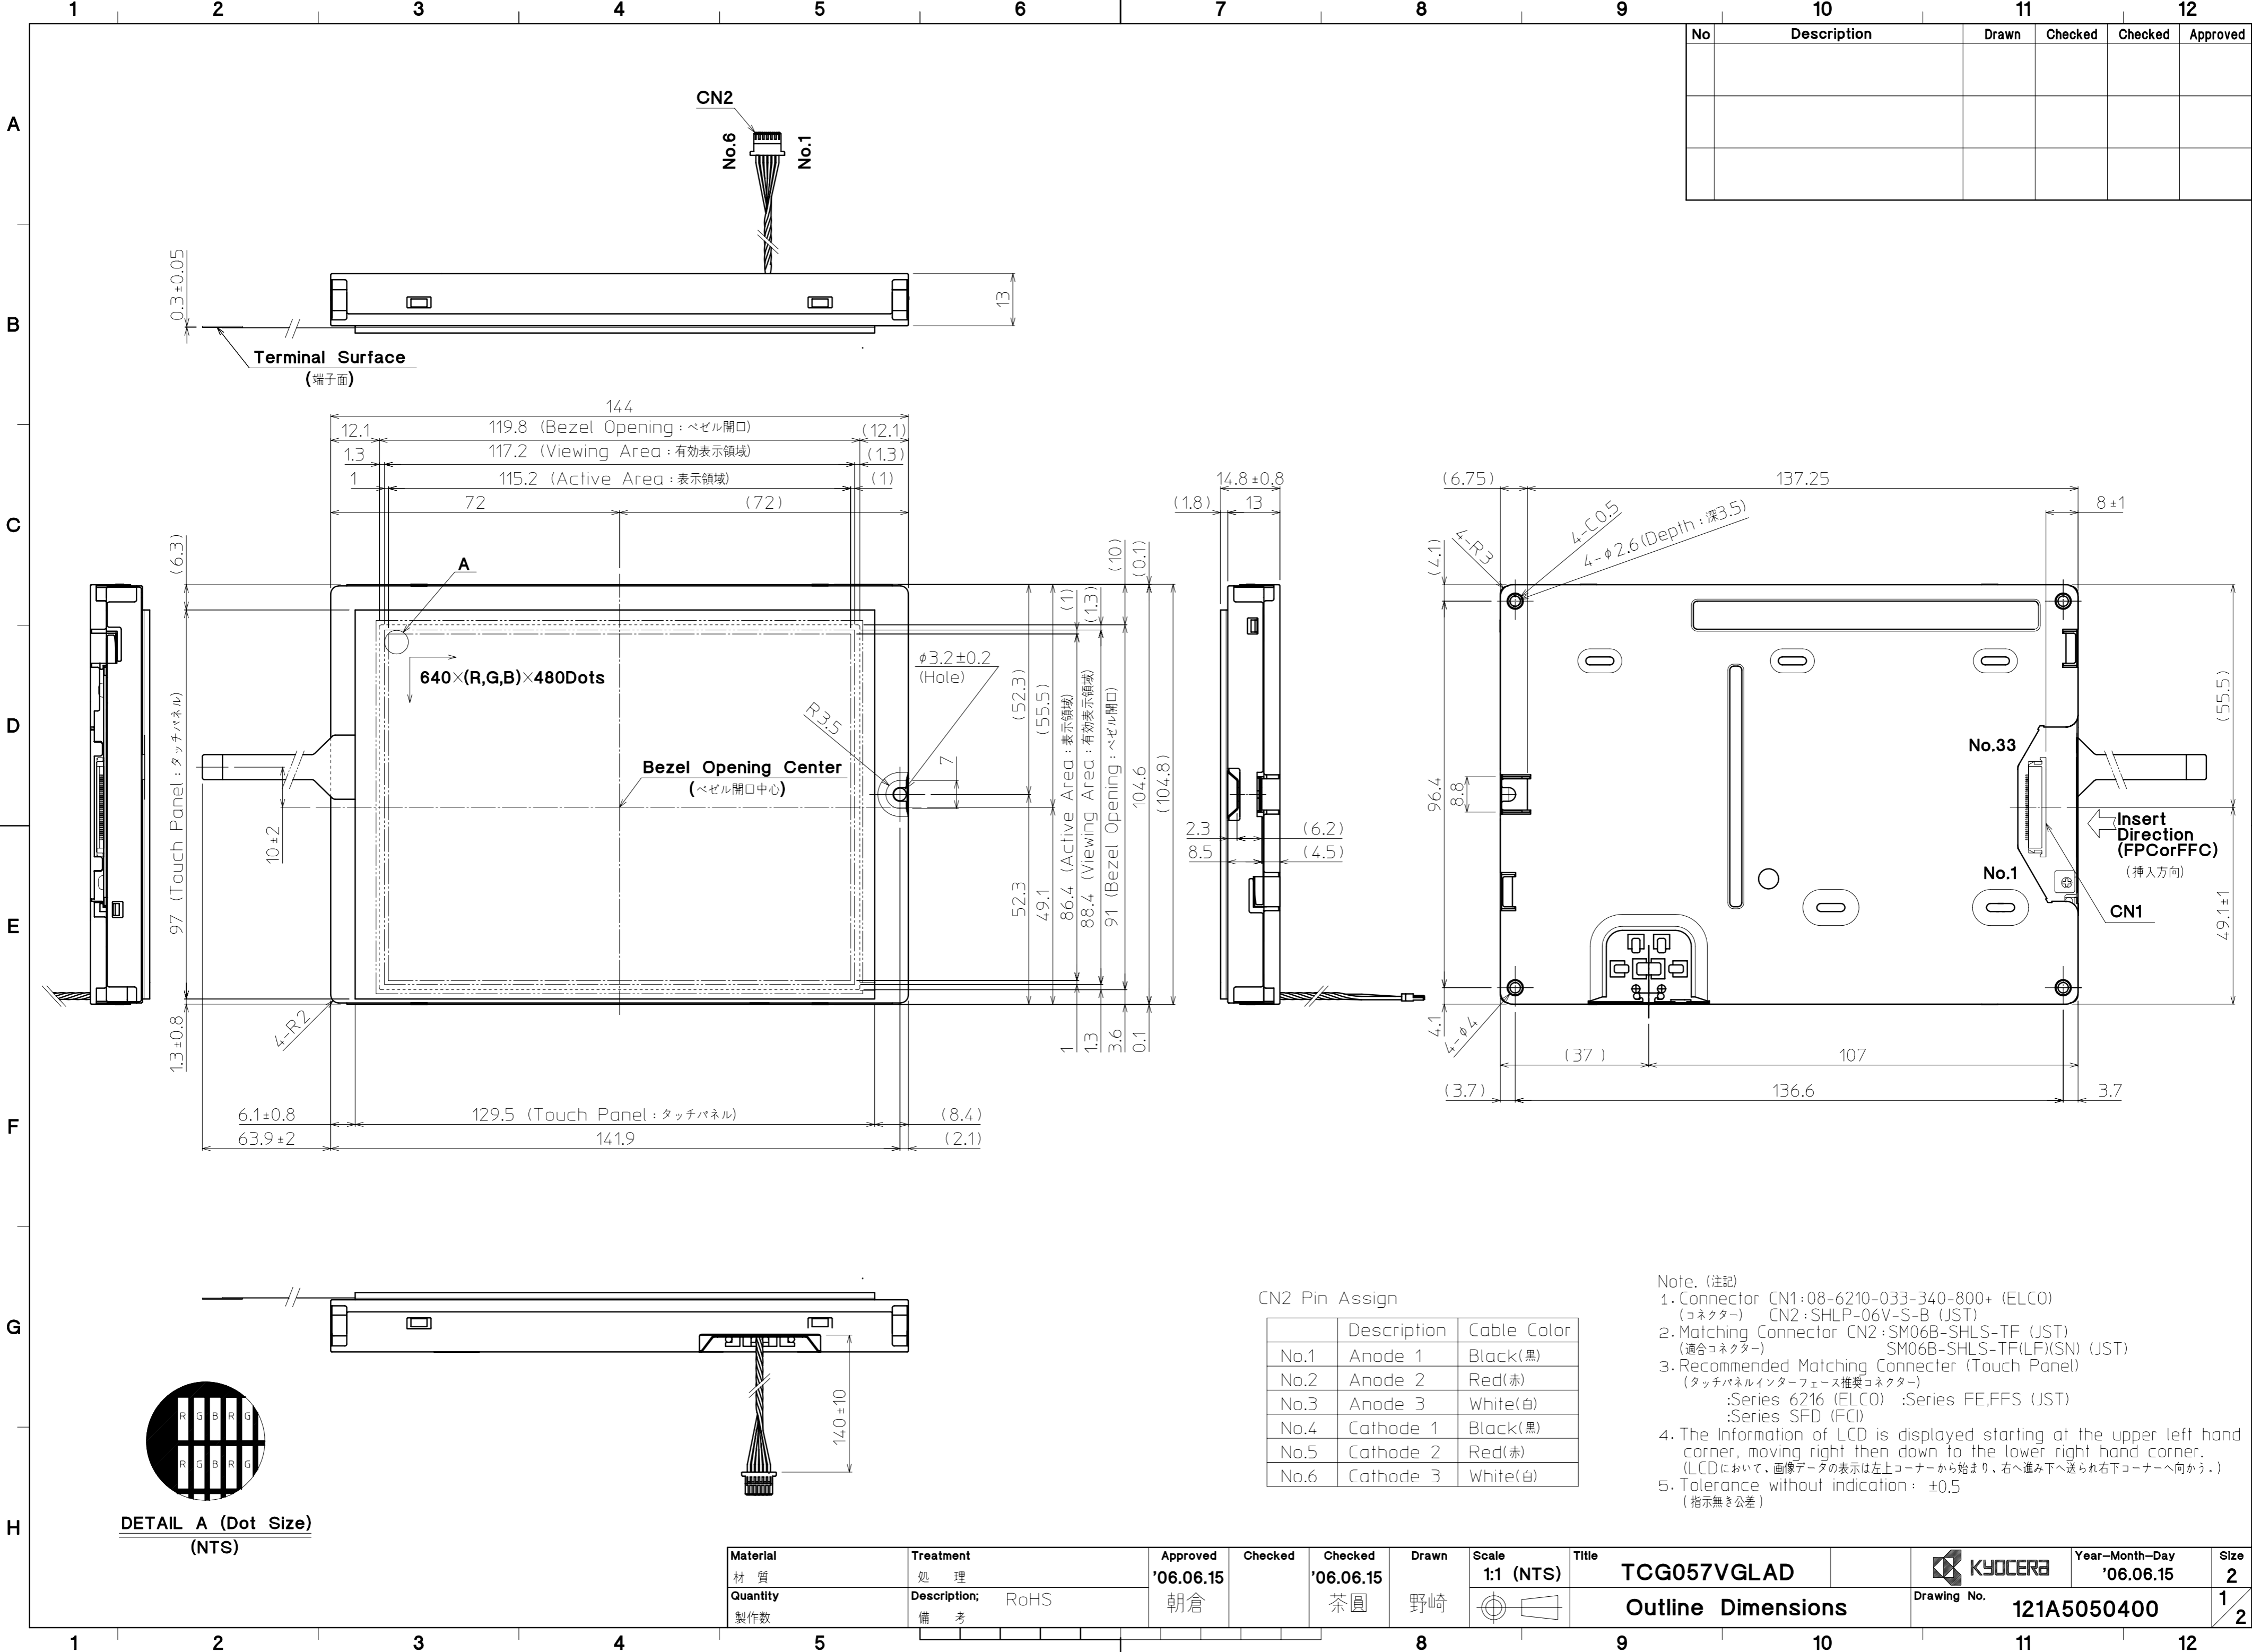 1 2 3 4 5 6 7 8 9 10 11 12
No Description Drawn Checked Checked Approved
A
B
C
D
E
F
G
H
CN2
No.6
No.1
0.3±0.05
13
Terminal Surface
(端子面)
144
12.1
119.8 (Bezel Opening:ベゼル開口)
(12.1)
1.3
117.2 (Viewing Area:有効表示領域)
(1.3)
1
115.2 (Active Area:表示領域)
(1)
72
(72)
(6.3)
A
640×(R,G,B)×480Dots
φ3.2±0.2
(Hole)
R3.5
7
Bezel Opening Center
(ベゼル開口中心)
97 (Touch Panel:タッチパネル)
10±2
1.3±0.8
4-R2
(10)
(0.1)
(1)
(1.3)
(52.3)
(55.5)
52.3
49.1
86.4 (Active Area:表示領域)
88.4 (Viewing Area:有効表示領域)
91 (Bezel Opening:ベゼル開口)
104.6
(104.8)
1
1.3
3.6
0.1
6.1±0.8
129.5 (Touch Panel:タッチパネル)
(8.4)
63.9±2
141.9
(2.1)
14.8±0.8
(1.8)
13
2.3
(6.2)
8.5
(4.5)
(6.75)
137.25
8±1
4-R3
4-C0.5
4-φ2.6(Depth:深3.5)
(4.1)
96.4
8.8
4.1
4-φ4
No.33
No.1
CN1
Insert
Direction
(FPCorFFC)
(挿入方向)
(55.5)
49.1±1
(37 )
107
(3.7)
136.6
3.7
140±10
R G B R G
R G B R G
DETAIL A (Dot Size)
(NTS)
CN2 Pin Assign
Description Cable Color
No.1 Anode 1 Black(黒)
No.2 Anode 2 Red(赤)
No.3 Anode 3 White(白)
No.4 Cathode 1 Black(黒)
No.5 Cathode 2 Red(赤)
No.6 Cathode 3 White(白)
Note. (注記)
1. Connector CN1:08-6210-033-340-800+ (ELCO)
(コネクター) CN2:SHLP-06V-S-B (JST)
2. Matching Connector CN2:SM06B-SHLS-TF (JST)
(適合コネクター) SM06B-SHLS-TF(LF)(SN) (JST)
3. Recommended Matching Connecter (Touch Panel)
(タッチパネルインターフェース推奨コネクター)
:Series 6216 (ELCO) :Series FE,FFS (JST)
:Series SFD (FCI)
4. The Information of LCD is displayed starting at the upper left hand
corner, moving right then down to the lower right hand corner.
(LCDにおいて、画像データの表示は左上コーナーから始まり、右へ進み下へ送られ右下コーナーへ向かう。)
5. Tolerance without indication: ±0.5
(指示無き公差)
Material
材 質
Treatment
処 理
Quantity
製作数
Description; RoHS
備 考
Approved
'06.06.15
朝倉
Checked
Checked
'06.06.15
茶圓
Drawn
野崎
Scale
1:1 (NTS)
Title
TCG057VGLAD
Outline Dimensions
KYOCERA
Year-Month-Day
'06.06.15
Size
2
Drawing No. 121A5050400
1/2
1 2 3 4 5 8 9 10 11 12